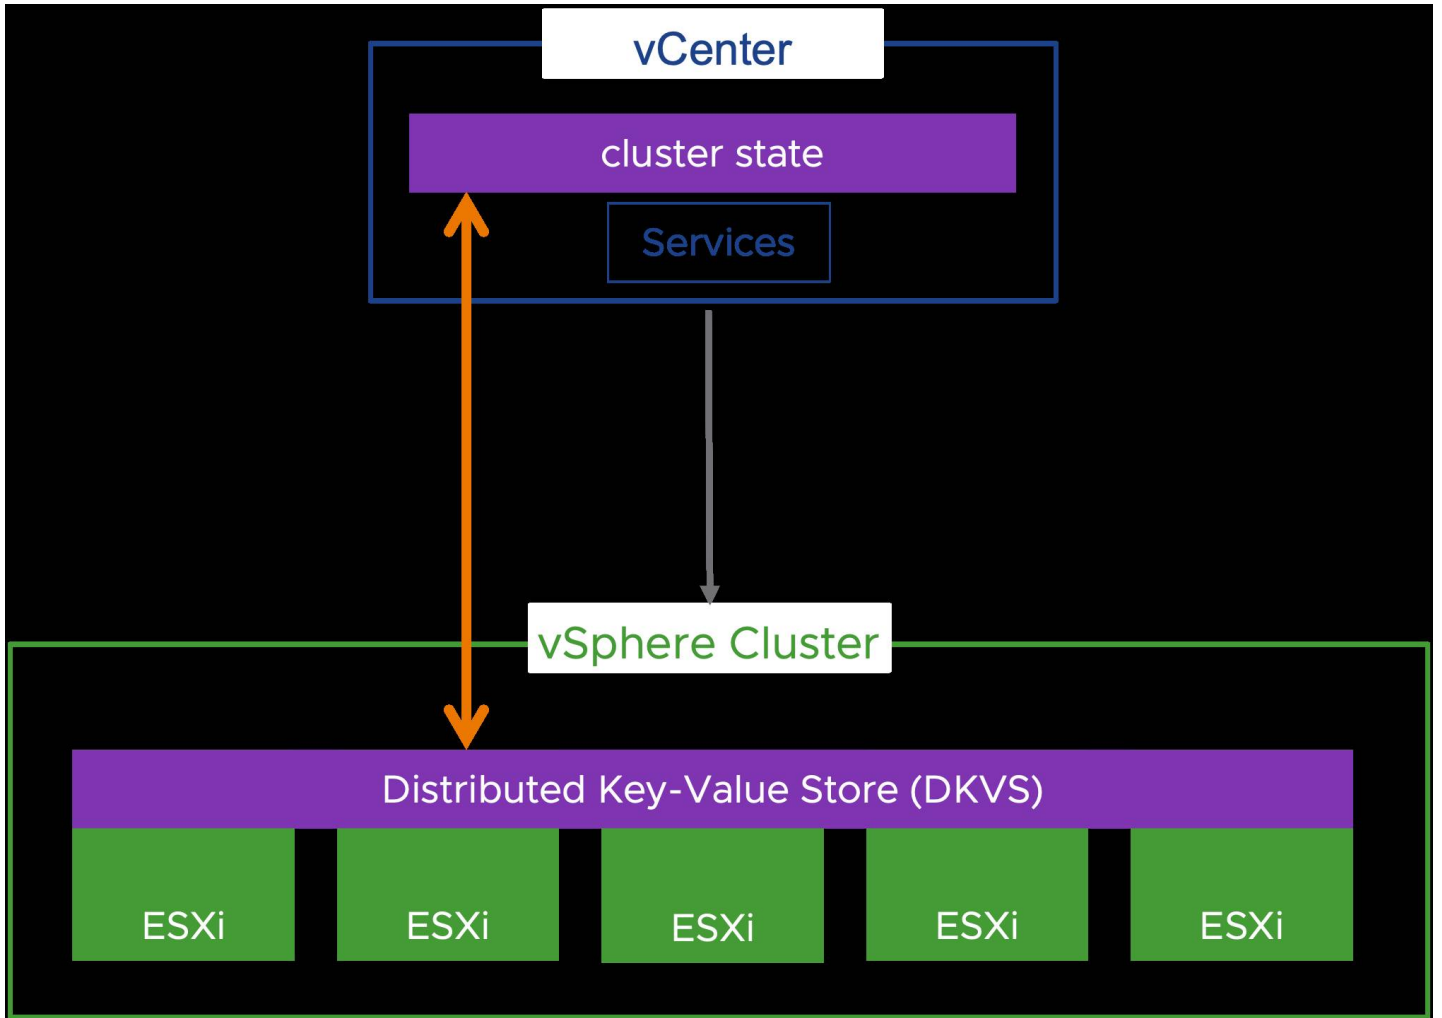 vCenter
cluster state
Services
vSphere Cluster
Distributed Key-Value Store (DKVS)
ESXi
ESXi
ESXi
ESXi
ESXi